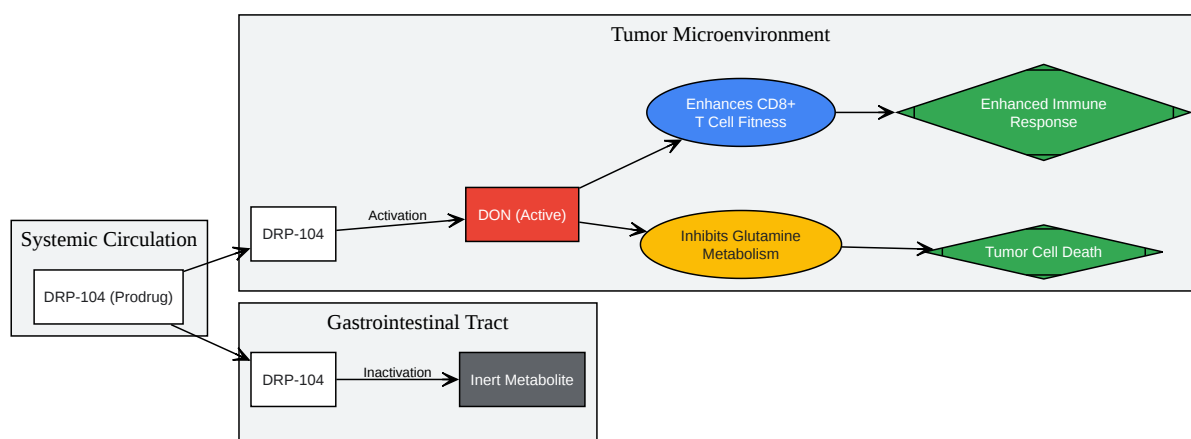 Tumor Microenvironment
Enhances CD8+
T Cell Fitness
Enhanced Immune
Response
DRP-104
Activation
DON (Active)
Inhibits Glutamine
Metabolism
Tumor Cell Death
Systemic Circulation
DRP-104 (Prodrug)
Gastrointestinal Tract
DRP-104
Inactivation
Inert Metabolite